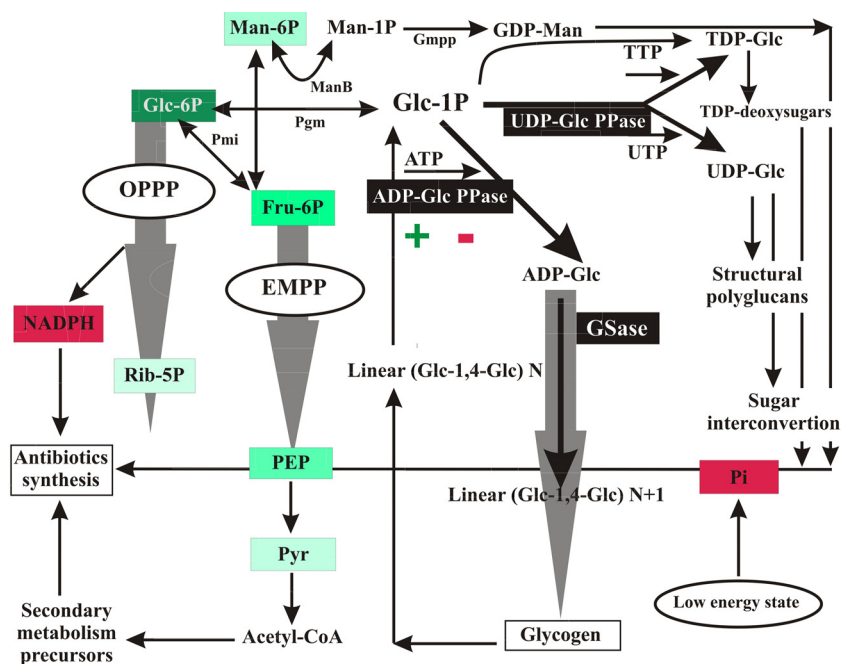 Man-6P
Man-1P
Gmpp
GDP-Man
TDP-Glc
TTP
ManB
Glc-6P
Pgm
Glc-1P
UDP-Glc PPase
TDP-deoxysugars
Pmi
UTP
ATP
UDP-Glc
OPPP
ADP-Glc PPase
Fru-6P
+
-
ADP-Glc
Structural
polyglucans
EMPP
NADPH
GSase
Rib-5P
Linear (Glc-1,4-Glc) N
Sugar
interconvertion
Antibiotics
synthesis
PEP
Pi
Linear (Glc-1,4-Glc) N+1
Pyr
Low energy state
Secondary
metabolism
precursors
Acetyl-CoA
Glycogen